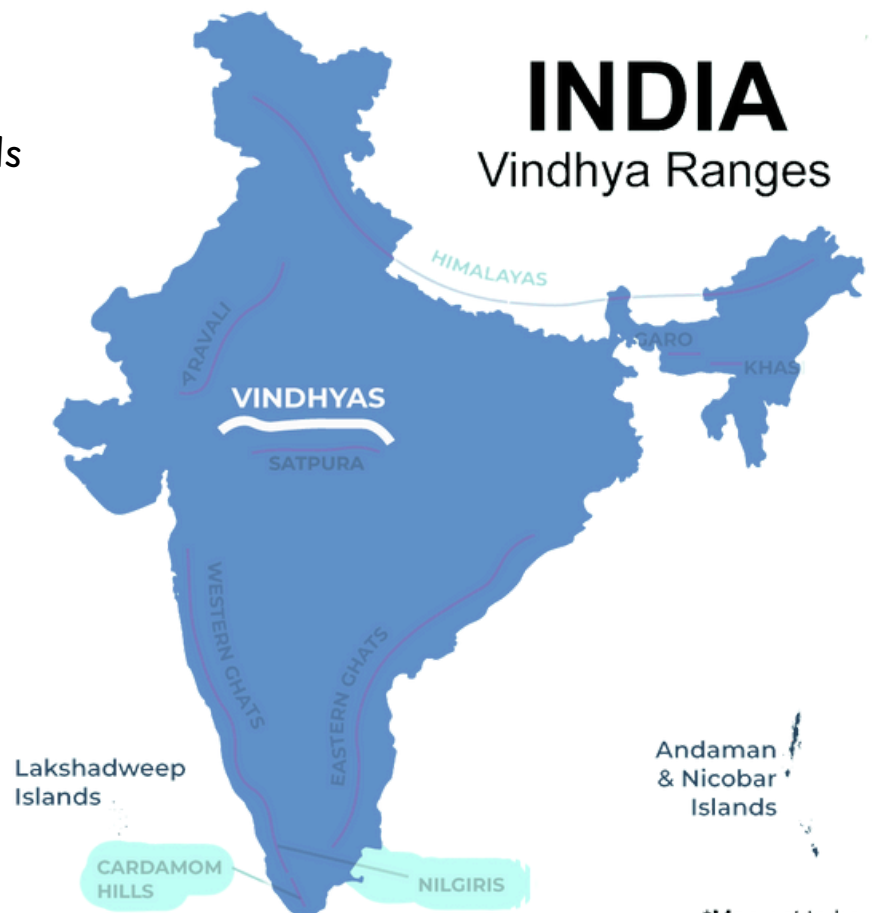 ls
INDIA
Vindhya Ranges
HIMALAYAS
ARAVALI
GARO
KHASI
VINDHYAS
SATPURA
WESTERN GHATS
EASTERN GHATS
Lakshadweep
Islands
Andaman
& Nicobar
Islands
CARDAMOM
HILLS
NILGIRIS